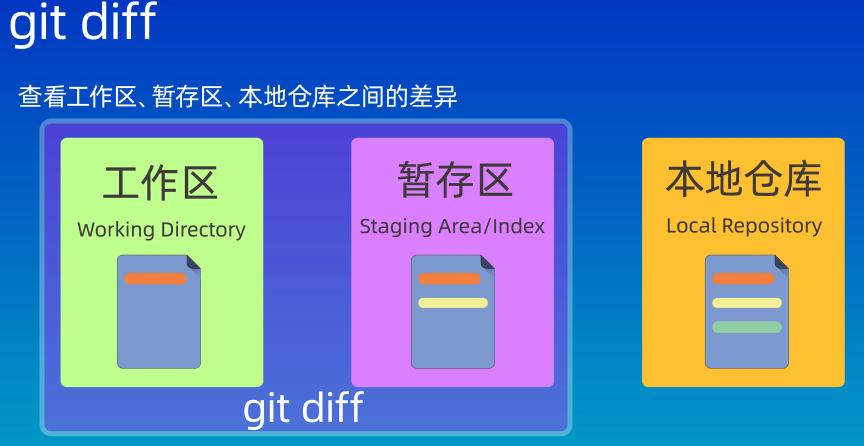 git diff
查看工作区、暂存区、本地仓库之间的差异
工作区
Working Directory
暂存区
Staging Area/Index
本地仓库
Local Repository
git diff